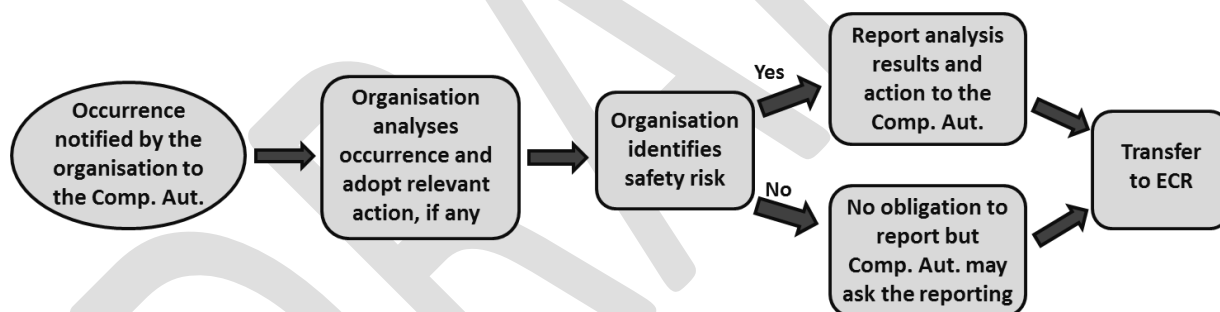 Occurrence
notified by the
organisation to
the Comp. Aut.
Organisation
analyses
occurrence and
adopt relevant
action, if any
Organisation
identifies
safety risk
Yes
Report analysis
results and
action to the
Comp. Aut.
No
No obligation to
report but
Comp. Aut. may
ask the reporting
Transfer
to ECR